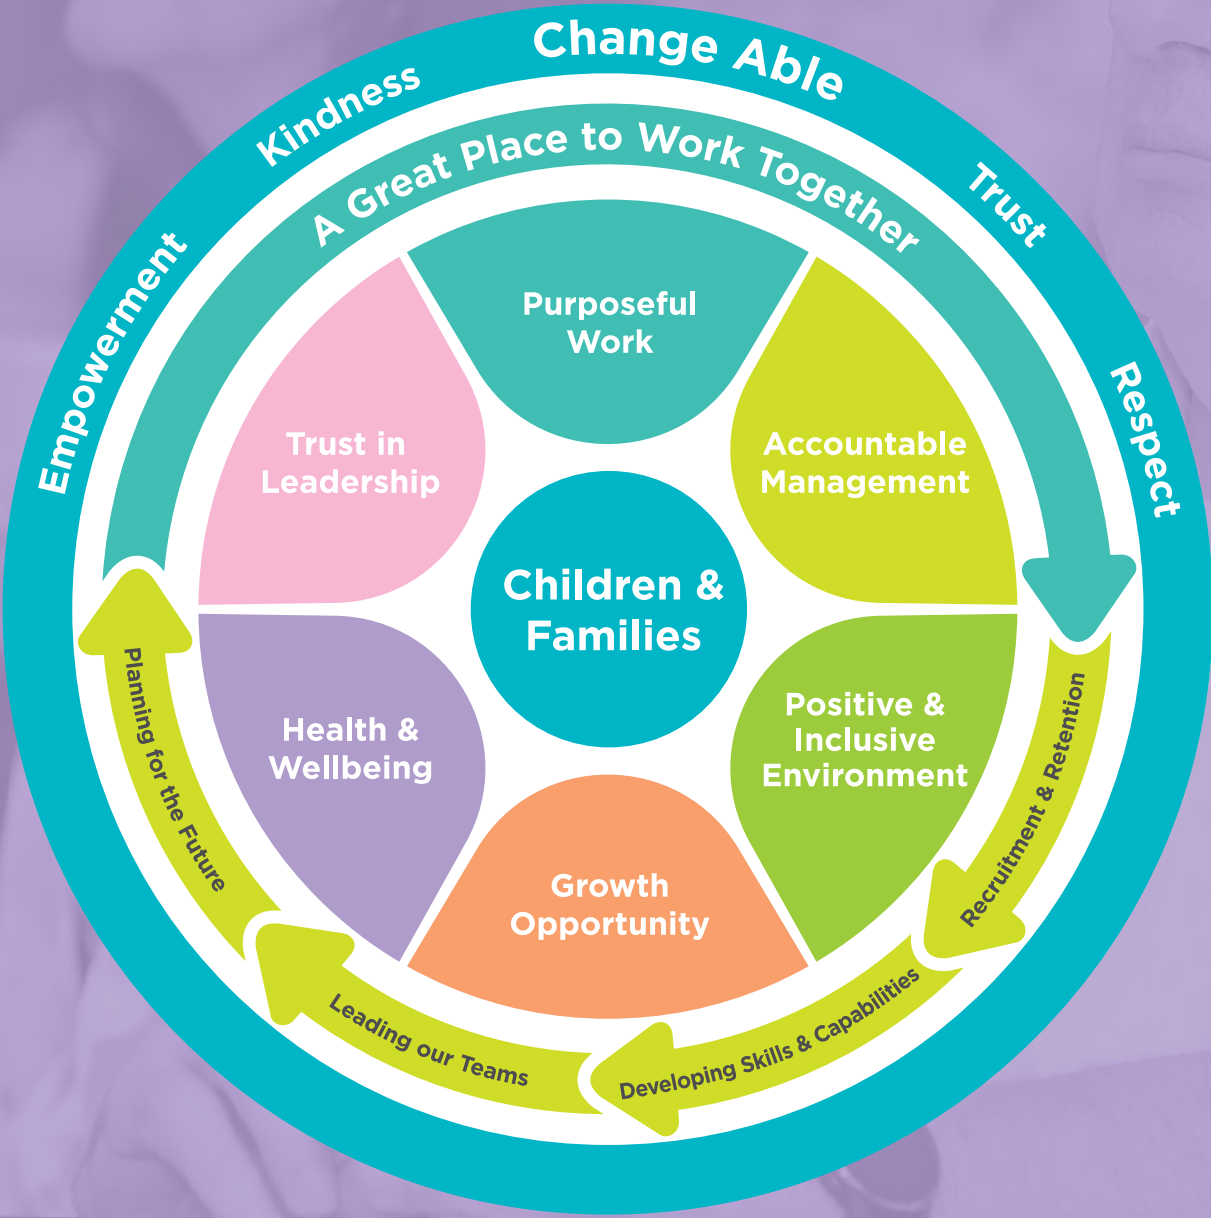 Change Able
Kindness
Trust
Empowerment
Respect
A Great Place to Work Together
Purposeful
Work
Trust in
Leadership
Accountable
Management
Children &
Families
Health &
Wellbeing
Positive &
Inclusive
Environment
Growth
Opportunity
Recruitment & Retention
Developing Skills & Capabilities
Leading our Teams
Planning for the Future